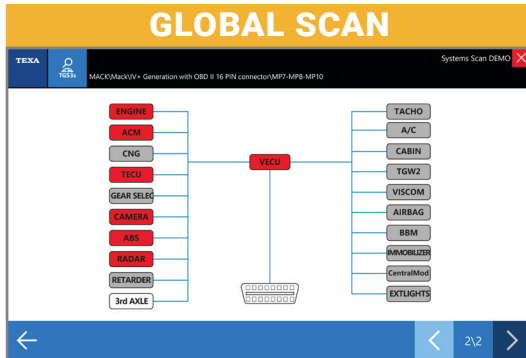 GLOBAL SCAN
TEXA
TGS3s
MACK\Mack\IV+ Generation with OBD II 16 PIN connector\MP7-MP8-MP10
Systems Scan DEMO
ENGINE
ACM
CNG
TECU
GEAR SELEC
CAMERA
ABS
RADAR
RETARDER
3rd AXLE
VECU
TACHO
A/C
CABIN
TGW2
VISCOM
AIRBAG
BBM
IMMOBILIZER
CentralMod
EXTLIGHTS
2\2